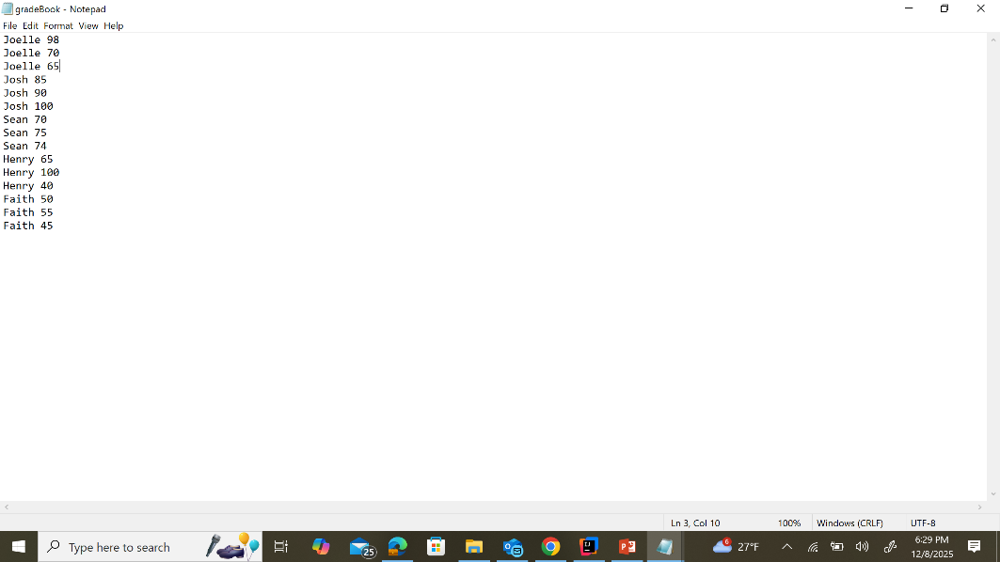 gradeBook - Notepad
File Edit Format View Help
Joelle 98
Joelle 70
Joelle 65
Josh 85
Josh 90
Josh 100
Sean 70
Sean 75
Sean 74
Henry 65
Henry 100
Henry 40
Faith 50
Faith 55
Faith 45
Ln 3, Col 10 100% Windows (CRLF) UTF-8
Type here to search 25 6 27°F 6:29 PM
12/8/2025